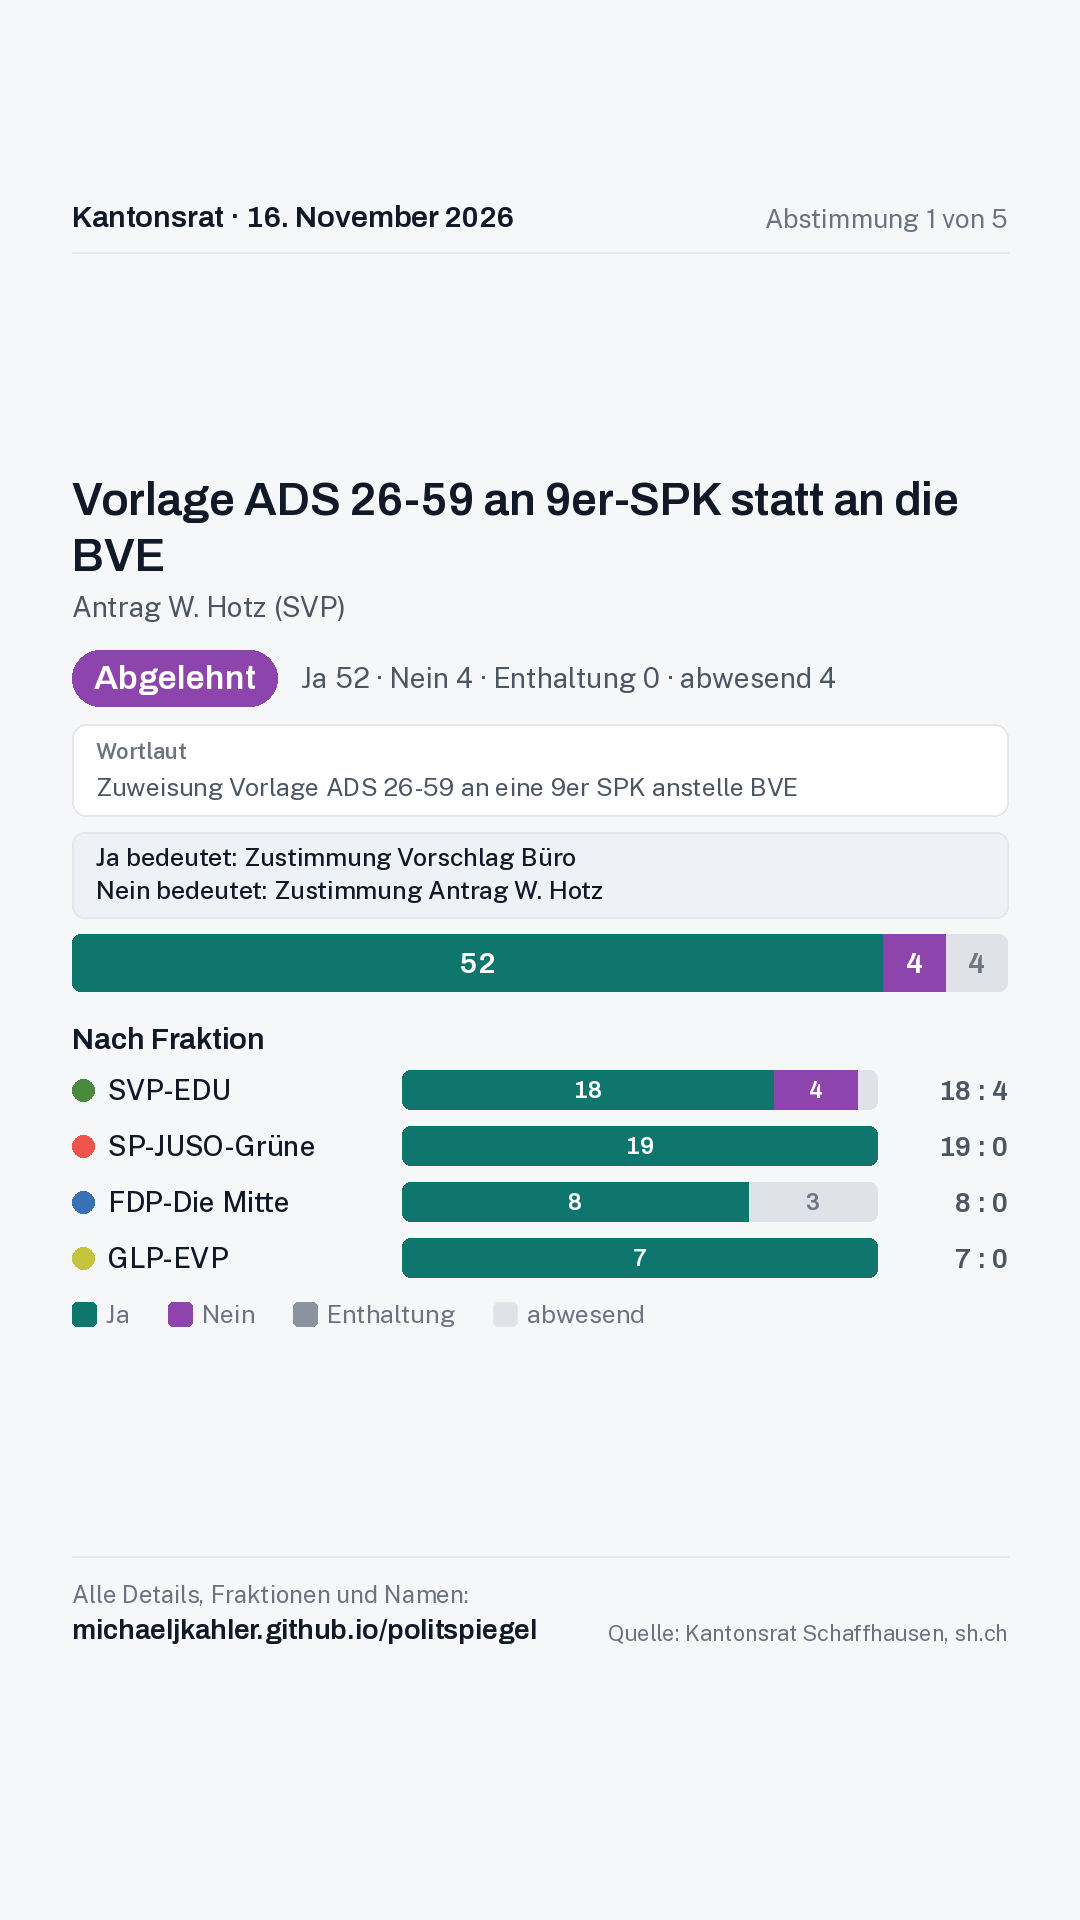 Kantonsrat · 16. November 2026
Abstimmung 1 von 5
Vorlage ADS 26-59 an 9er-SPK statt an die
BVE
Antrag W. Hotz (SVP)
Abgelehnt
Ja 52 · Nein 4 · Enthaltung 0 · abwesend 4
Wortlaut
Zuweisung Vorlage ADS 26-59 an eine 9er SPK anstelle BVE
Ja bedeutet: Zustimmung Vorschlag Büro
Nein bedeutet: Zustimmung Antrag W. Hotz
52 4 4
Nach Fraktion
SVP-EDU 18 4 18 : 4
SP-JUSO-Grüne 19 19 : 0
FDP-Die Mitte 8 3 8 : 0
GLP-EVP 7 7 : 0
Ja Nein Enthaltung abwesend
Alle Details, Fraktionen und Namen:
michaeljkahler.github.io/politspiegel
Quelle: Kantonsrat Schaffhausen, sh.ch